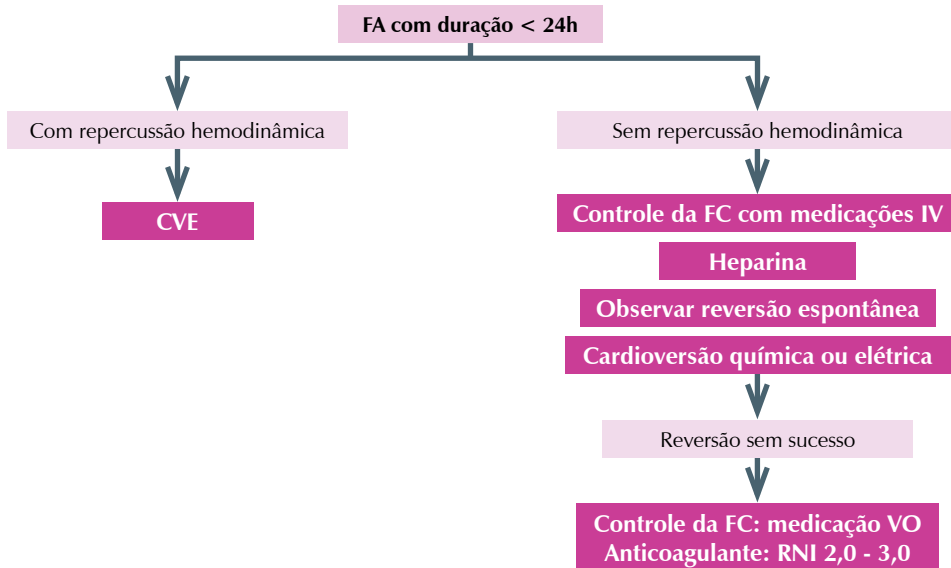 FA com duração < 24h
Com repercussão hemodinâmica
CVE
Sem repercussão hemodinâmica
Controle da FC com medicações IV
Heparina
Observar reversão espontânea
Cardioversão química ou elétrica
Reversão sem sucesso
Controle da FC: medicação VO
Anticoagulante: RNI 2,0 - 3,0